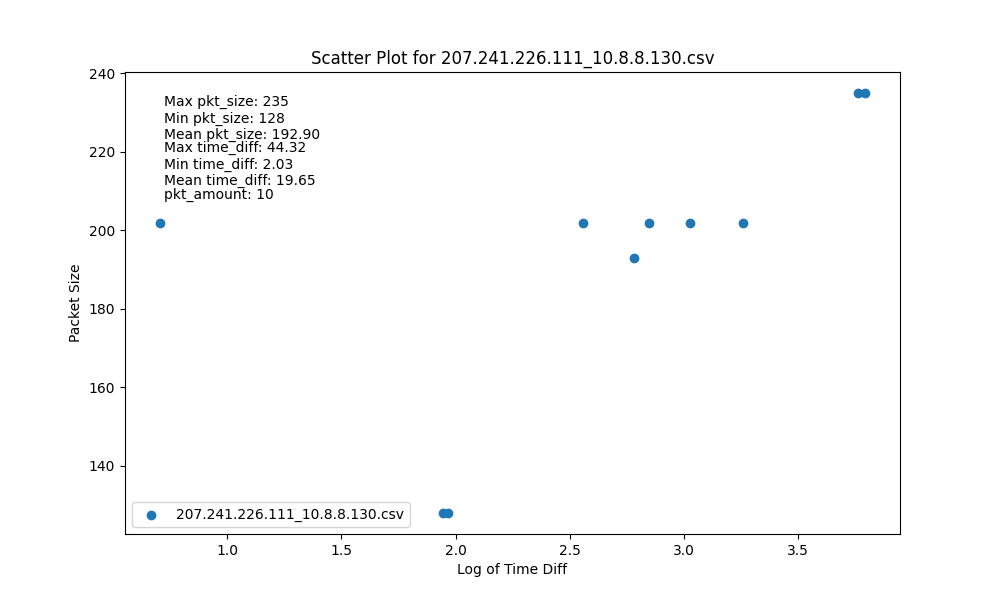 Scatter Plot for 207.241.226.111_10.8.8.130.csv
240
220
200
180
160
140
Packet Size
Max pkt_size: 235
Min pkt_size: 128
Mean pkt_size: 192.90
Max time_diff: 44.32
Min time_diff: 2.03
Mean time_diff: 19.65
pkt_amount: 10
207.241.226.111_10.8.8.130.csv
1.0 1.5 2.0 2.5 3.0 3.5
Log of Time Diff